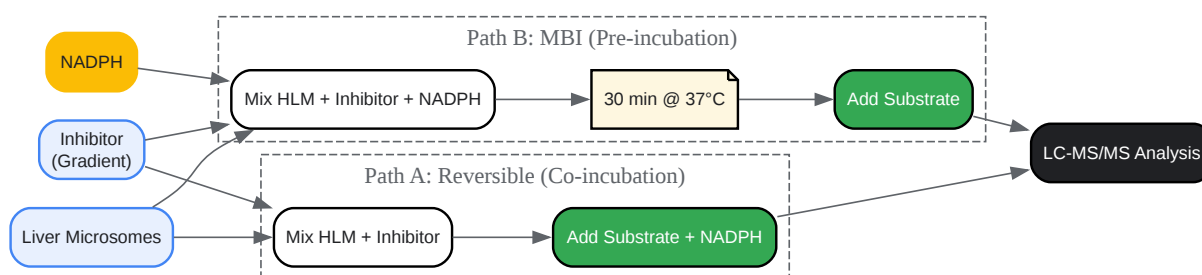 Path B: MBI (Pre-incubation)
NADPH
Mix HLM + Inhibitor + NADPH
30 min @ 37°C
Add Substrate
Inhibitor
(Gradient)
LC-MS/MS Analysis
Path A: Reversible (Co-incubation)
Liver Microsomes
Mix HLM + Inhibitor
Add Substrate + NADPH